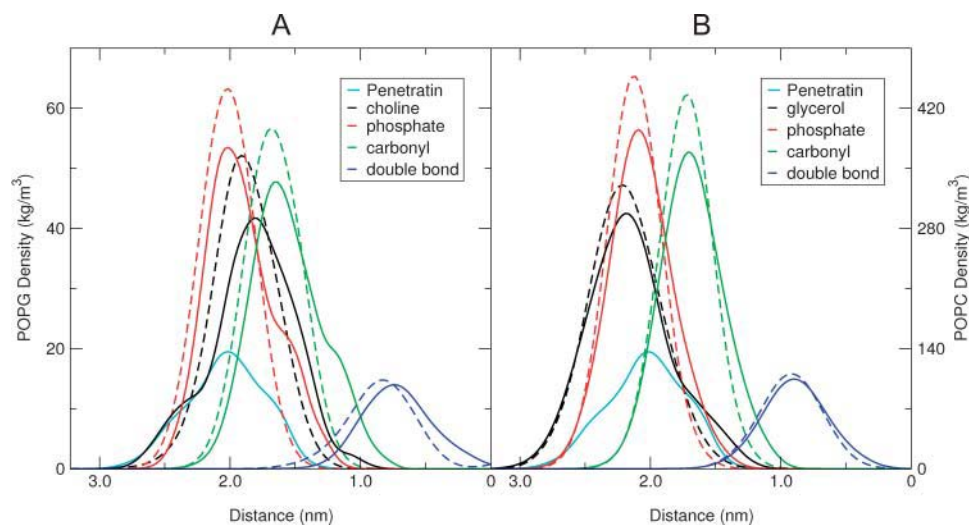 A
B
Penetratin
choline
phosphate
carbonyl
double bond
Penetratin
glycerol
phosphate
carbonyl
double bond
POPG Density (kg/m³)
60
40
20
0
POPC Density (kg/m³)
420
280
140
0
3.0 2.0 1.0 0 3.0 2.0 1.0 0
Distance (nm) Distance (nm)